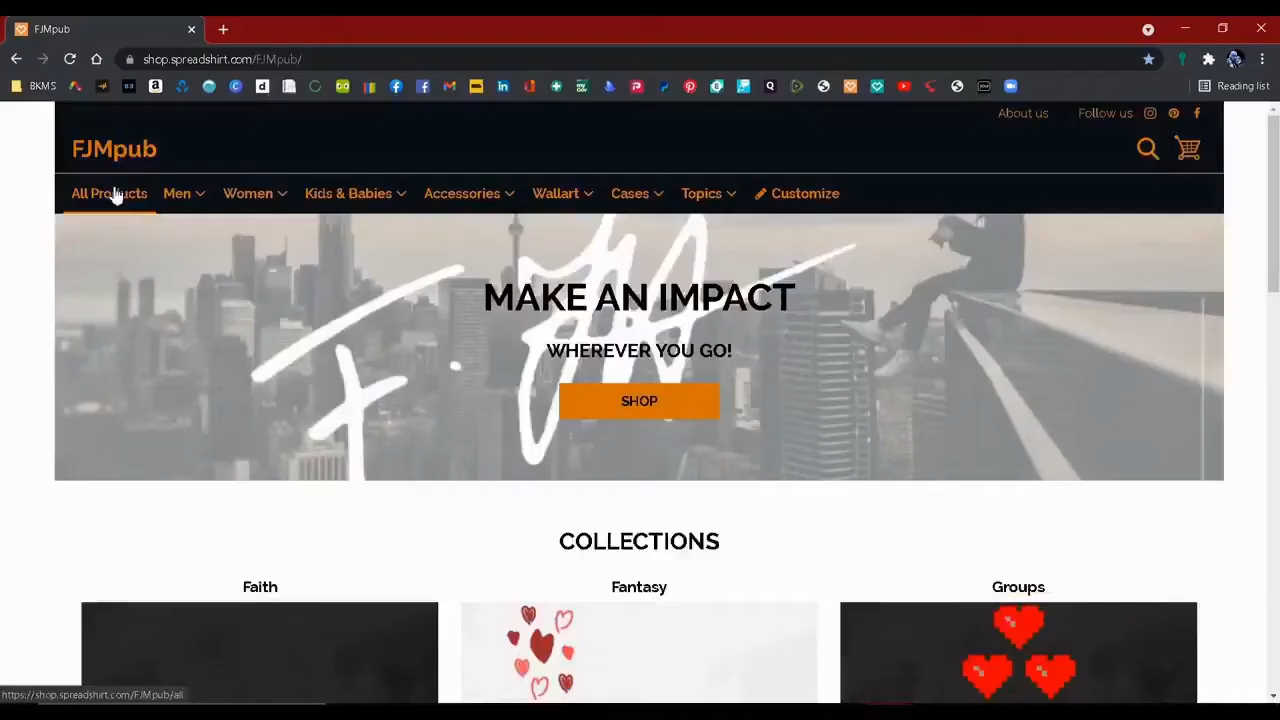 FJMpub
shop.spreadshirt.com/FJMpub/
BKMS
Reading list
About us
Follow us
FJMpub
All Products
Men
Women
Kids & Babies
Accessories
Wallart
Cases
Topics
Customize
MAKE AN IMPACT
WHEREVER YOU GO!
SHOP
COLLECTIONS
Faith
Fantasy
Groups
https://shop.spreadshirt.com/FJMpub/all